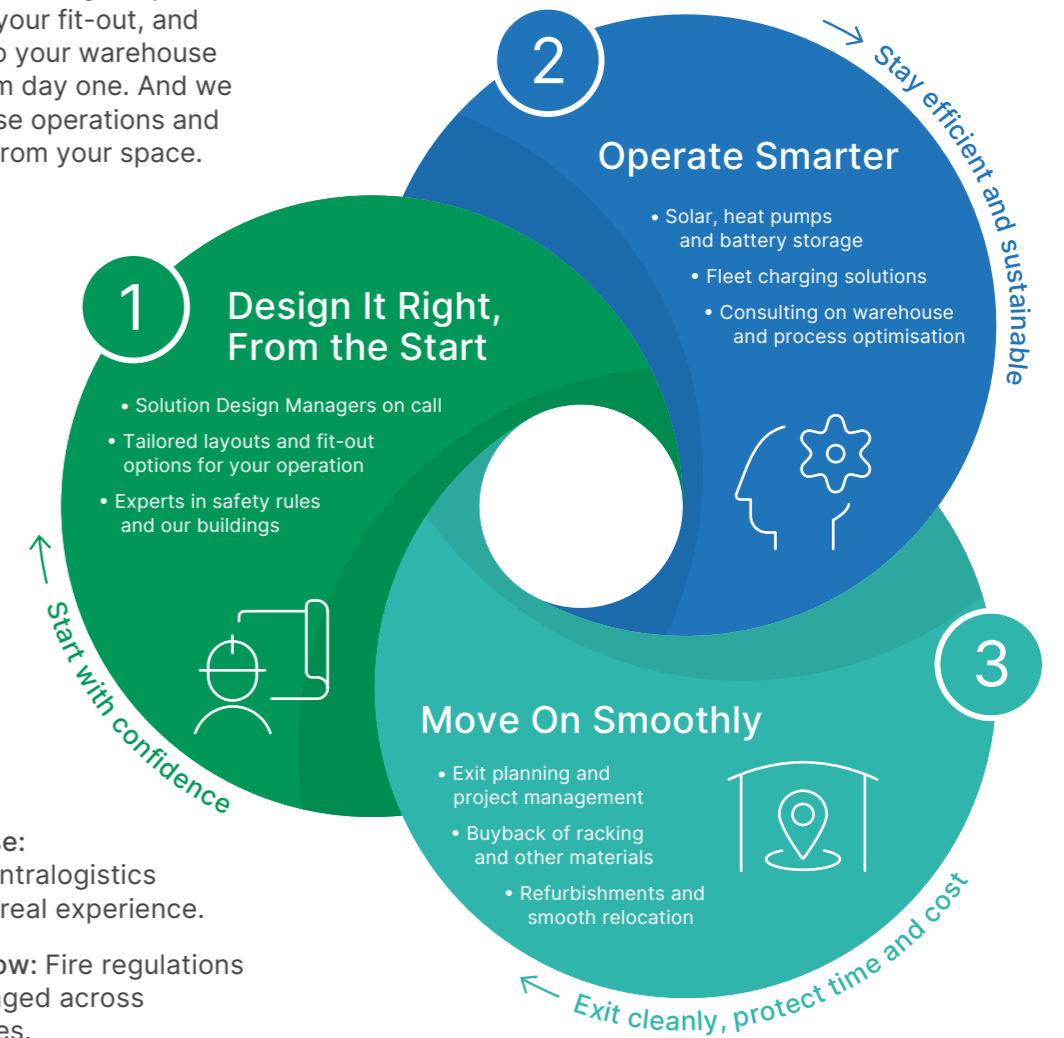 your fit-out, and
your warehouse
day one. And we
operations and
from your space.
2
Operate Smarter
• Solar, heat pumps
and battery storage
• Fleet charging solutions
• Consulting on warehouse
and process optimisation
Stay efficient and sustainable
1
Design It Right,
From the Start
• Solution Design Managers on call
• Tailored layouts and fit-out
options for your operation
• Experts in safety rules
and our buildings
Start with confidence
3
Move On Smoothly
• Exit planning and
project management
• Buyback of racking
and other materials
• Refurbishments and
smooth relocation
Exit cleanly, protect time and cost
ntralogistics
real experience.
ow: Fire regulations
across